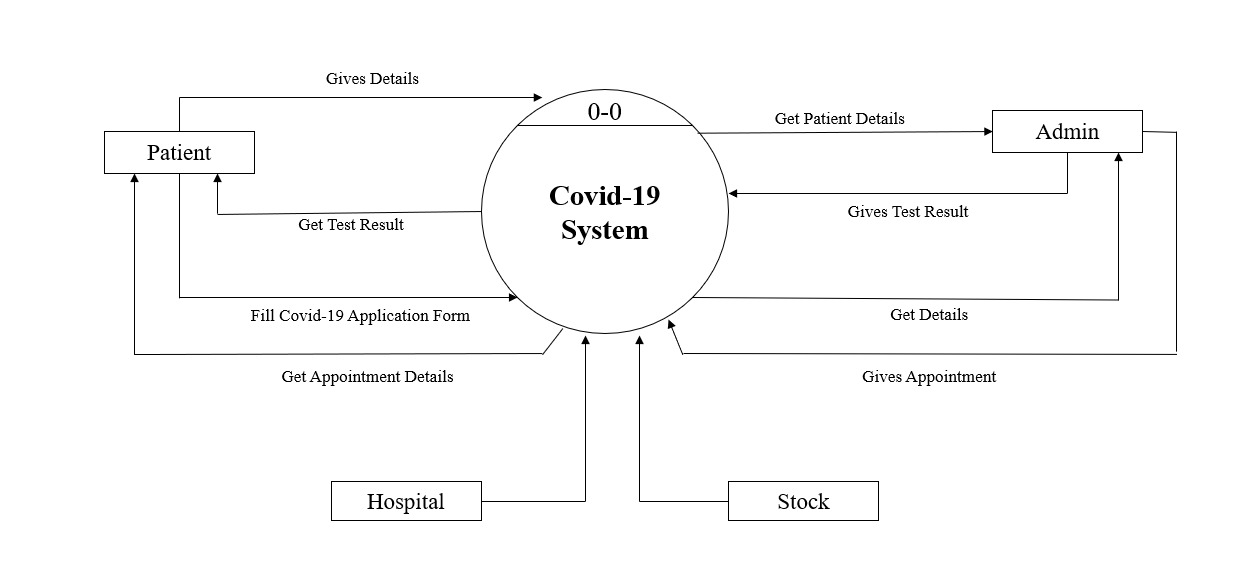 Gives Details
0-0
Get Patient Details
Admin
Patient
Covid-19
System
Gives Test Result
Get Test Result
Fill Covid-19 Application Form
Get Details
Get Appointment Details
Gives Appointment
Hospital
Stock